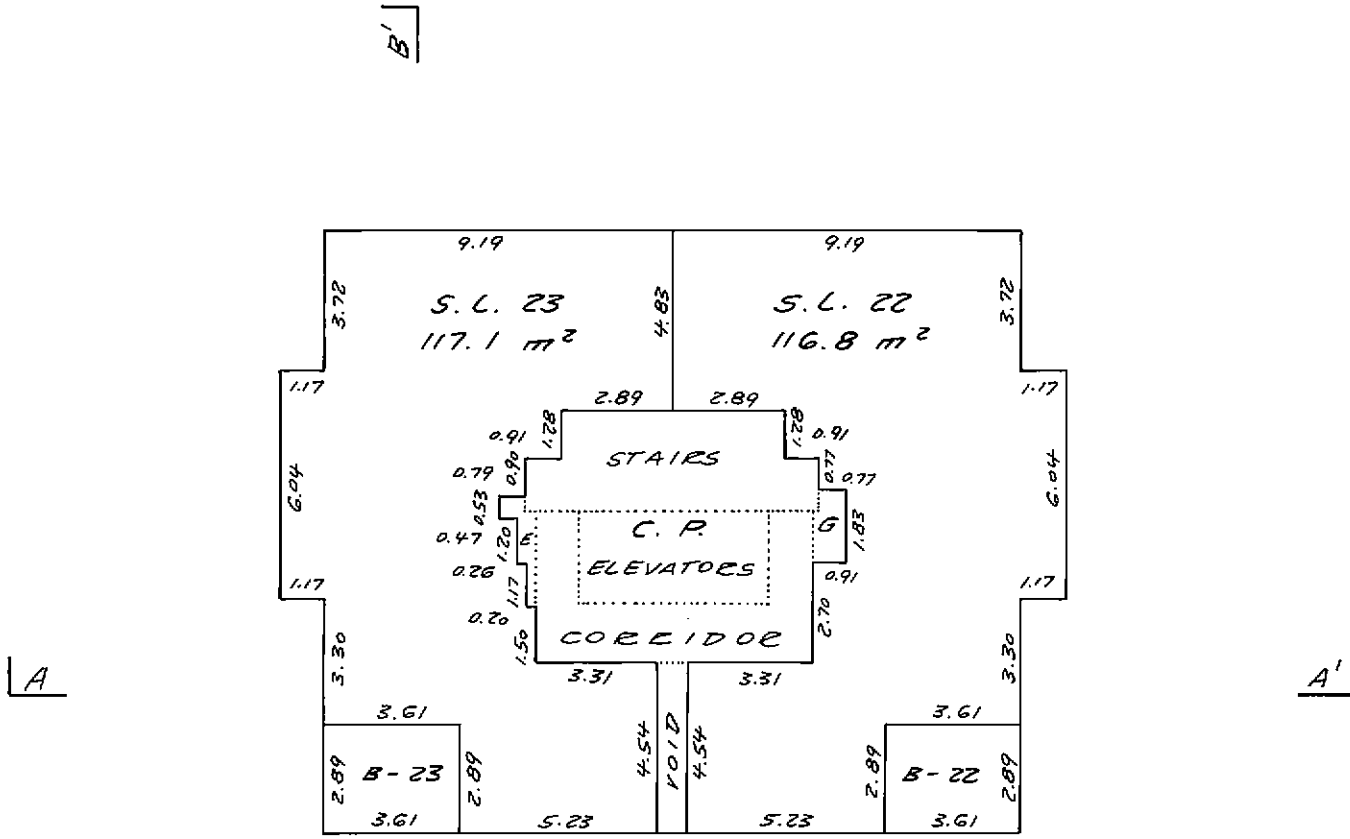 B'
9.19 9.19
3.72 S.L. 23 4.83 S.L. 22 3.72
117.1 m² 116.8 m²
1.17 1.17
2.89 2.89
0.91 1.28 1.28 0.91
STAIRS
0.79 0.90 0.77 0.77
6.04 0.53 6.04
C.P. G 1.83
0.47 1.20 E
0.26 ELEVATORS 0.91
1.17 1.17 1.17
0.20 2.70
1.50 CORRIDOR
3.30 3.31 3.31 3.30
A A'
3.61 3.61
4.54 VOID 4.54
2.89 B-23 2.89 2.89 B-22 2.89
3.61 5.23 5.23 3.61